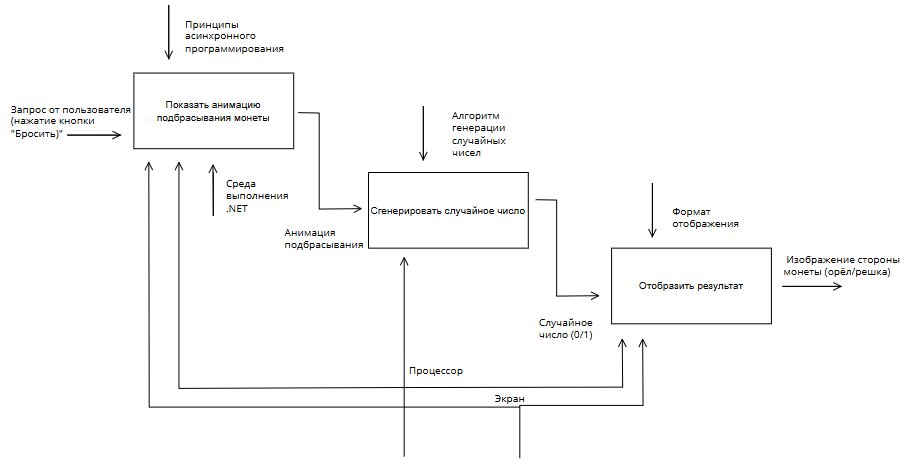 Принципы
асинхронного
программирования
Запрос от пользователя
(нажатие кнопки
"Бросить)"
Показать анимацию
подбрасывания монеты
Среда
выполнения
.NET
Алгоритм
генерации
случайных
чисел
Сгенерировать случайное число
Анимация
подбрасывания
Формат
отображения
Отобразить результат
Изображение стороны
монеты (орёл/решка)
Случайное
число (0/1)
Процессор
Экран